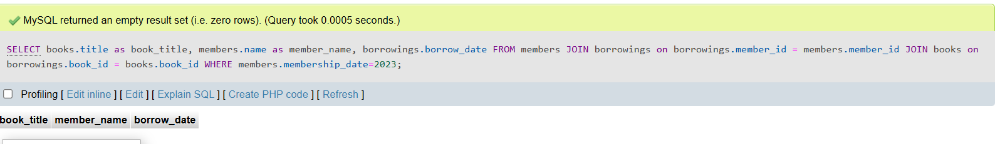 MySQL returned an empty result set (i.e. zero rows). (Query took 0.0005 seconds.)
SELECT books.title as book_title, members.name as member_name, borrowings.borrow_date FROM members JOIN borrowings on borrowings.member_id = members.member_id JOIN books on
borrowings.book_id = books.book_id WHERE members.membership_date=2023;
Profiling [ Edit inline ] [ Edit ] [ Explain SQL ] [ Create PHP code ] [ Refresh ]
book_title member_name borrow_date